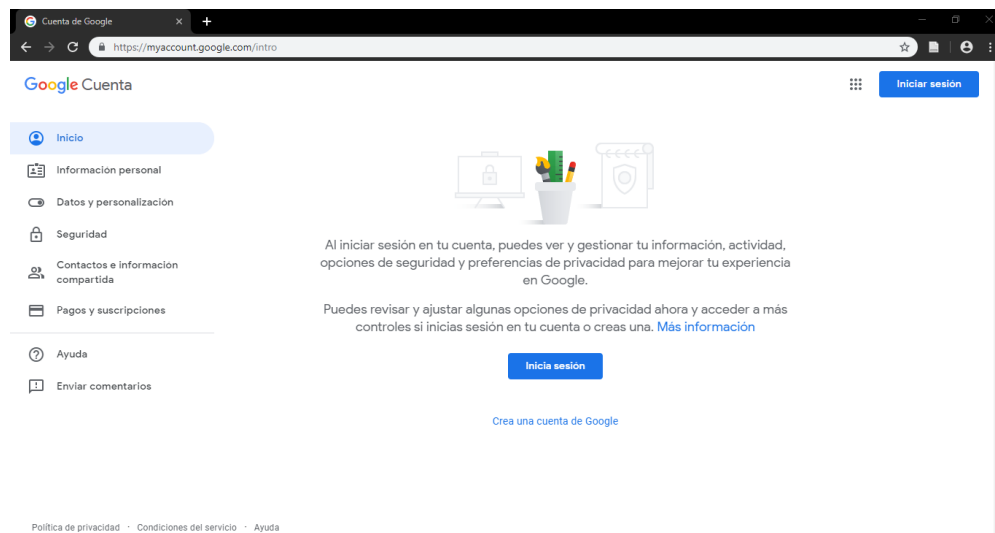 Cuenta de Google
https://myaccount.google.com/intro
Google Cuenta
Iniciar sesión
Inicio
Información personal
Datos y personalización
Seguridad
Contactos e información
compartida
Pagos y suscripciones
Ayuda
Enviar comentarios
Al iniciar sesión en tu cuenta, puedes ver y gestionar tu información, actividad,
opciones de seguridad y preferencias de privacidad para mejorar tu experiencia
en Google.
Puedes revisar y ajustar algunas opciones de privacidad ahora y acceder a más
controles si inicias sesión en tu cuenta o creas una. Más información
Inicia sesión
Crea una cuenta de Google
Política de privacidad · Condiciones del servicio · Ayuda